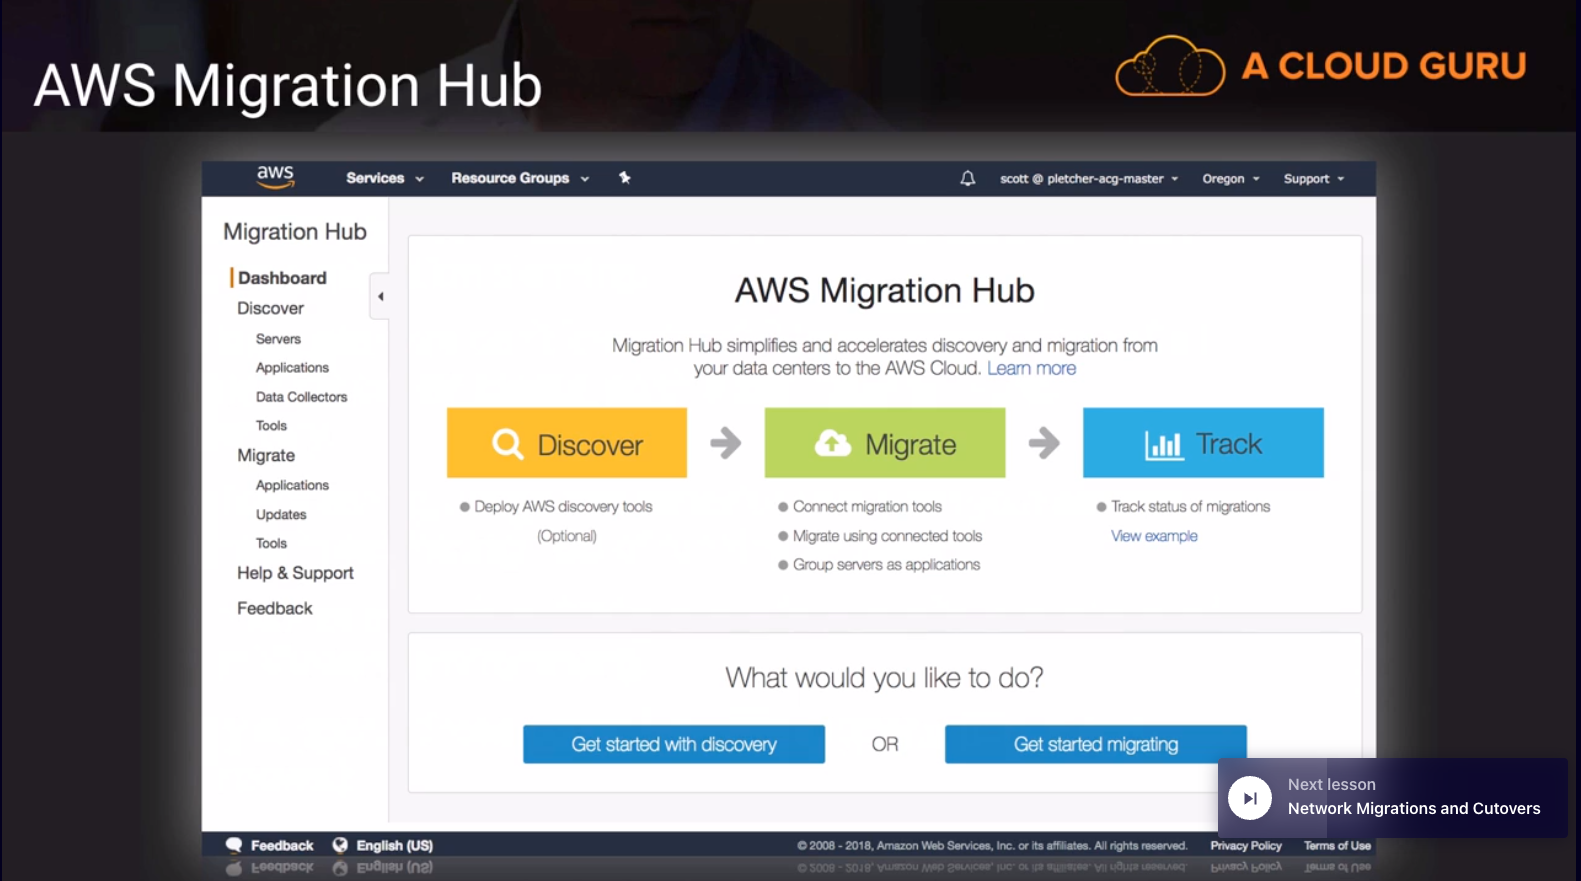 AWS Migration Hub
A CLOUD GURU
aws
Services
Resource Groups
scott @ pletcher-acg-master
Oregon
Support
Migration Hub
Dashboard
Discover
Servers
Applications
Data Collectors
Tools
Migrate
Applications
Updates
Tools
Help & Support
Feedback
AWS Migration Hub
Migration Hub simplifies and accelerates discovery and migration from
your data centers to the AWS Cloud. Learn more
Discover
Deploy AWS discovery tools
(Optional)
Migrate
Connect migration tools
Migrate using connected tools
Group servers as applications
Track
Track status of migrations
View example
What would you like to do?
Get started with discovery
OR
Get started migrating
Next lesson
Network Migrations and Cutovers
Feedback
English (US)
© 2008 - 2018, Amazon Web Services, Inc. or its affiliates. All rights reserved.
Privacy Policy
Terms of Use